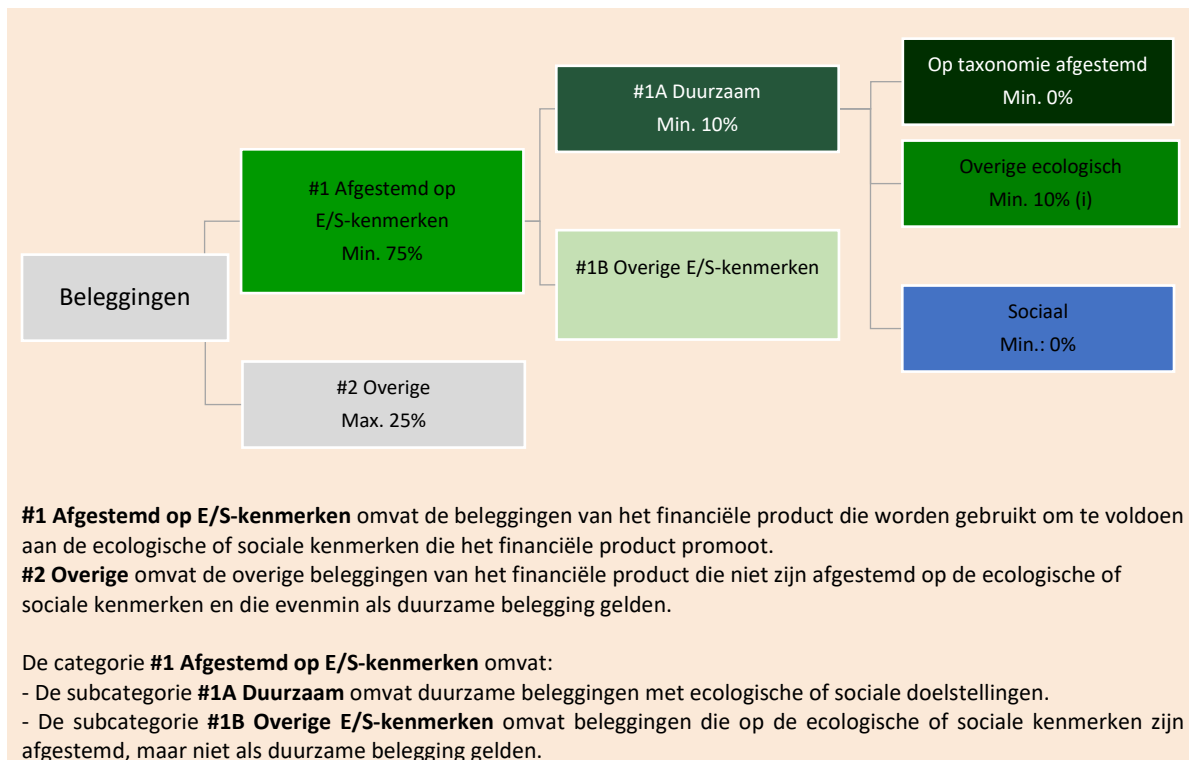 Beleggingen
#1 Afgestemd op
E/S-kenmerken
Min. 75%
#2 Overige
Max. 25%
#1A Duurzaam
Min. 10%
#1B Overige E/S-kenmerken
Op taxonomie afgestemd
Min. 0%
Overige ecologisch
Min. 10% (i)
Sociaal
Min.: 0%
#1 Afgestemd op E/S-kenmerken omvat de beleggingen van het financiële product die worden gebruikt om te voldoen
aan de ecologische of sociale kenmerken die het financiële product promoot.
#2 Overige omvat de overige beleggingen van het financiële product die niet zijn afgestemd op de ecologische of
sociale kenmerken en die evenmin als duurzame belegging gelden.
De categorie #1 Afgestemd op E/S-kenmerken omvat:
- De subcategorie #1A Duurzaam omvat duurzame beleggingen met ecologische of sociale doelstellingen.
- De subcategorie #1B Overige E/S-kenmerken omvat beleggingen die op de ecologische of sociale kenmerken zijn
afgestemd, maar niet als duurzame belegging gelden.